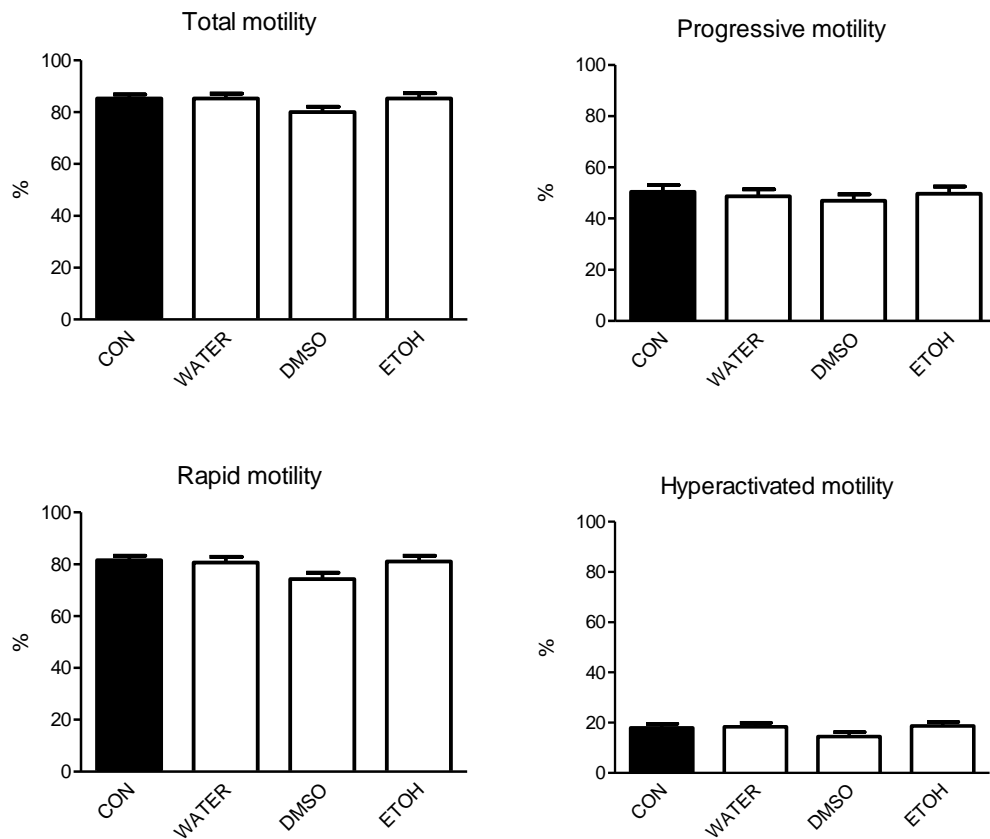 Total motility
100
80
60
40
20
0
%
CON
WATER
DMSO
ETOH
Progressive motility
100
80
60
40
20
0
%
CON
WATER
DMSO
ETOH
Rapid motility
100
80
60
40
20
0
%
CON
WATER
DMSO
ETOH
Hyperactivated motility
100
80
60
40
20
0
%
CON
WATER
DMSO
ETOH